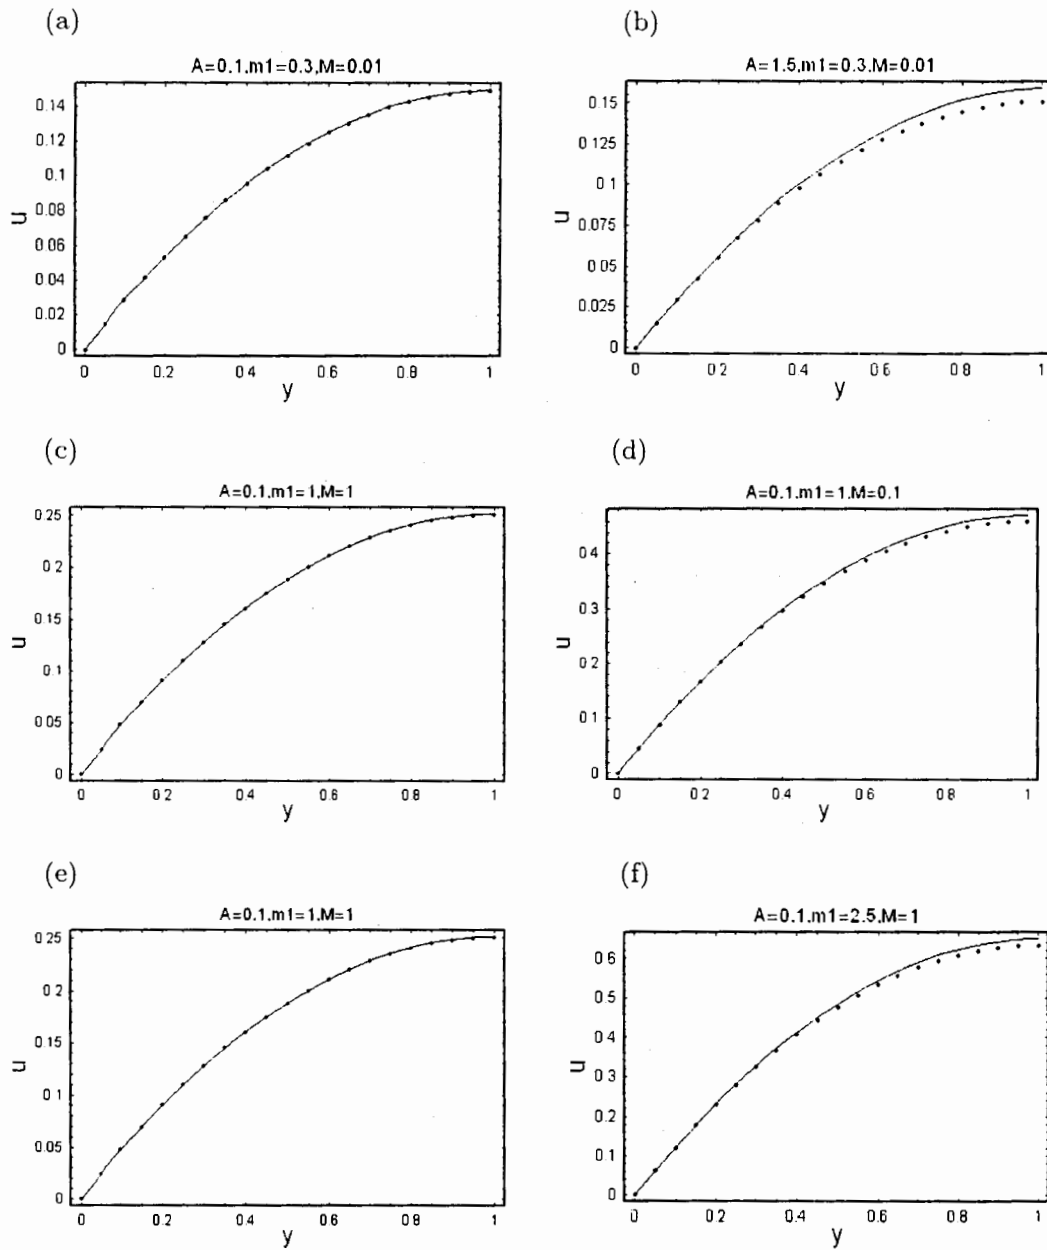 (a)
A=0.1,m1=0.3,M=0.01
0.14
0.12
0.1
0.08
0.06
0.04
0.02
0
u
0 0.2 0.4 0.6 0.8 1
y
(b)
A=1.5,m1=0.3,M=0.01
0.15
0.125
0.1
0.075
0.05
0.025
0
u
0 0.2 0.4 0.6 0.8 1
y
(c)
A=0.1,m1=1,M=1
0.25
0.2
0.15
0.1
0.05
0
u
0 0.2 0.4 0.6 0.8 1
y
(d)
A=0.1,m1=1,M=0.1
0.4
0.3
0.2
0.1
0
u
0 0.2 0.4 0.6 0.8 1
y
(e)
A=0.1,m1=1,M=1
0.25
0.2
0.15
0.1
0.05
0
u
0 0.2 0.4 0.6 0.8 1
y
(f)
A=0.1,m1=2.5,M=1
0.6
0.5
0.4
0.3
0.2
0.1
0
u
0 0.2 0.4 0.6 0.8 1
y